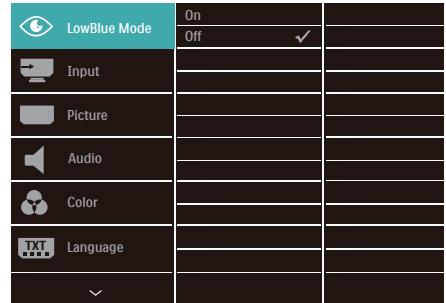 LowBlue Mode
On
Off
Input
Picture
Audio
Color
TXT
Language